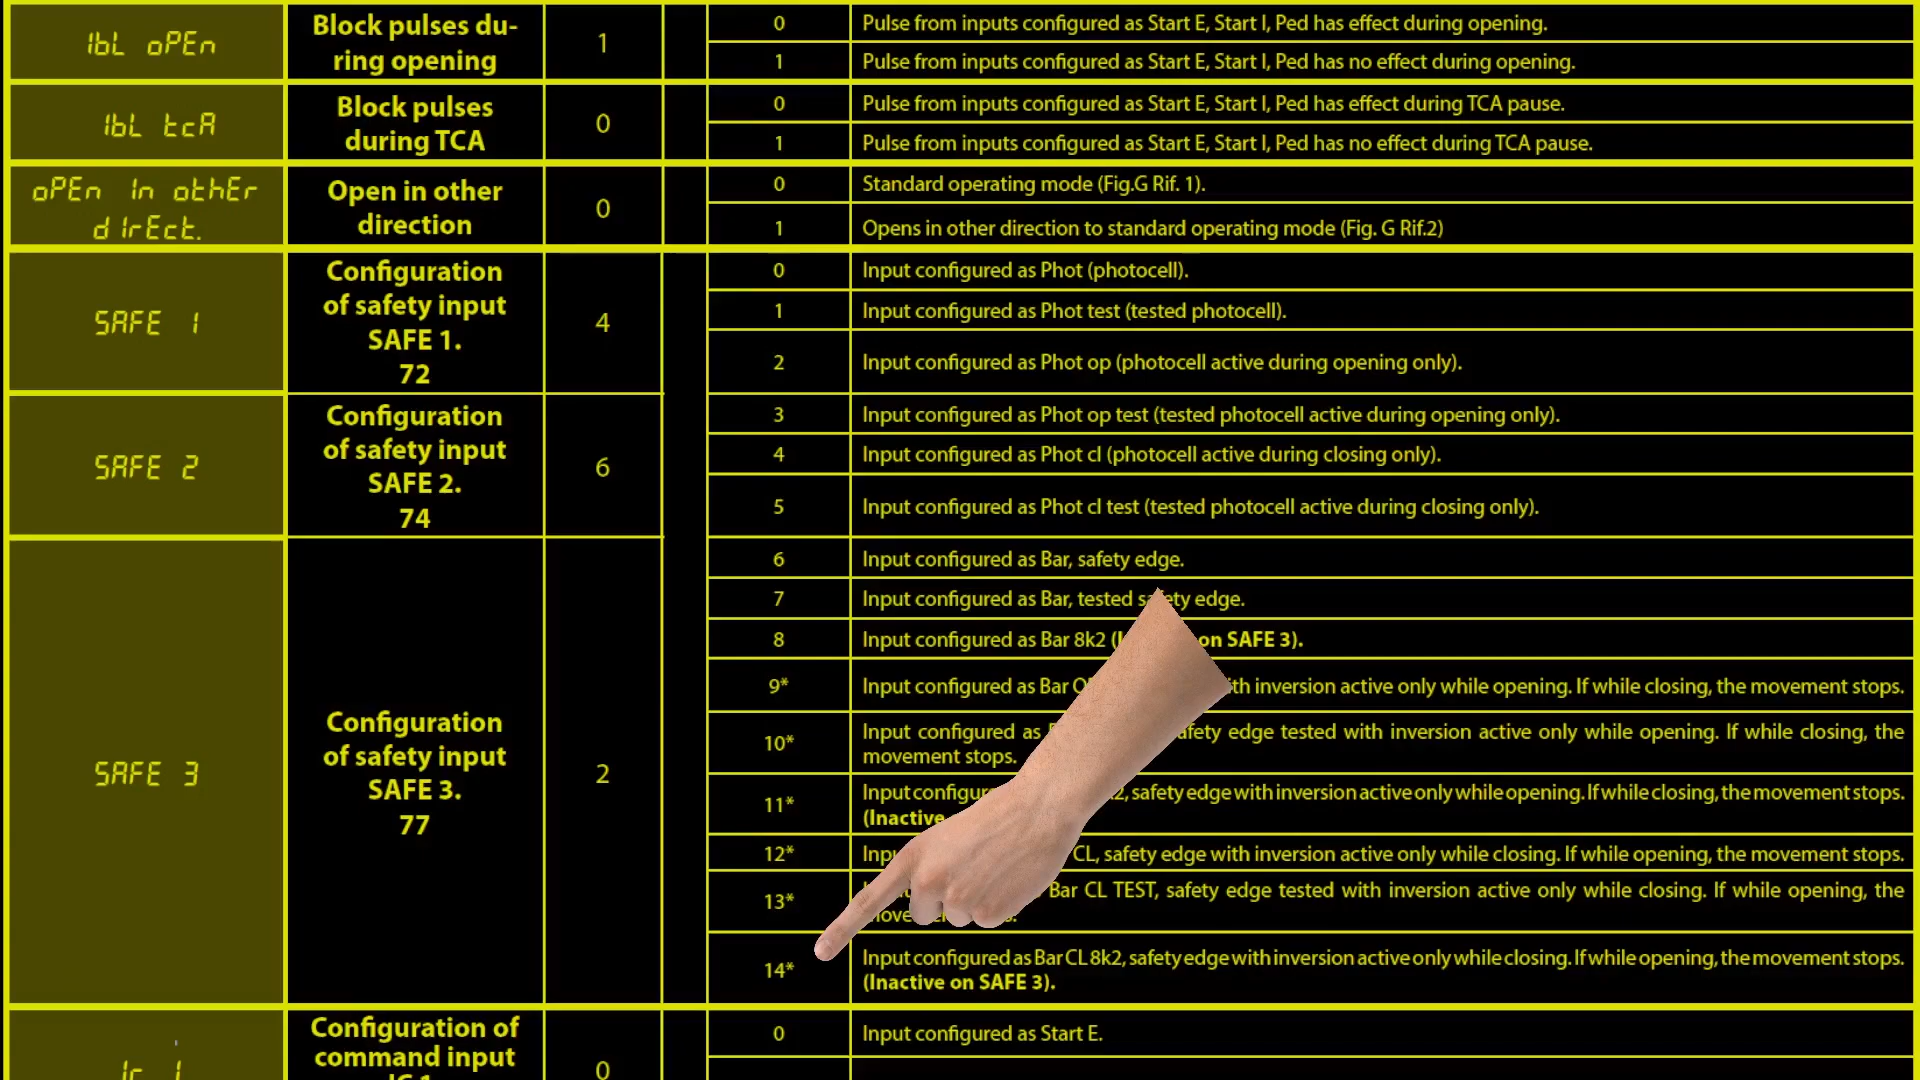 IbL oPEn
Block pulses du-
ring opening
1
0
Pulse from inputs configured as Start E, Start I, Ped has effect during opening.
1
Pulse from inputs configured as Start E, Start I, Ped has no effect during opening.
IbL tcA
Block pulses
during TCA
0
0
Pulse from inputs configured as Start E, Start I, Ped has effect during TCA pause.
1
Pulse from inputs configured as Start E, Start I, Ped has no effect during TCA pause.
oPEn In othEr
dIrEct.
Open in other
direction
0
0
Standard operating mode (Fig.G Rif. 1).
1
Opens in other direction to standard operating mode (Fig. G Rif.2)
SAFE 1
Configuration
of safety input
SAFE 1.
72
4
0
Input configured as Phot (photocell).
1
Input configured as Phot test (tested photocell).
2
Input configured as Phot op (photocell active during opening only).
SAFE 2
Configuration
of safety input
SAFE 2.
74
6
3
Input configured as Phot op test (tested photocell active during opening only).
4
Input configured as Phot cl (photocell active during closing only).
5
Input configured as Phot cl test (tested photocell active during closing only).
SAFE 3
Configuration
of safety input
SAFE 3.
77
2
6
Input configured as Bar, safety edge.
7
Input configured as Bar, tested safety edge.
8
Input configured as Bar 8k2 on SAFE 3).
9*
Input configured as Bar inversion active only while opening. If while closing, the movement stops.
10*
Input configured as safety edge tested with inversion active only while opening. If while closing, the
movement stops.
11*
Input safety edge with inversion active only while opening. If while closing, the movement stops.
(Inactive
12*
CL, safety edge with inversion active only while closing. If while opening, the movement stops.
13*
Bar CL TEST, safety edge tested with inversion active only while closing. If while opening, the
14*
Input configured as Bar CL 8k2, safety edge with inversion active only while closing. If while opening, the movement stops.
(Inactive on SAFE 3).
Configuration of
command input
0
0
Input configured as Start E.